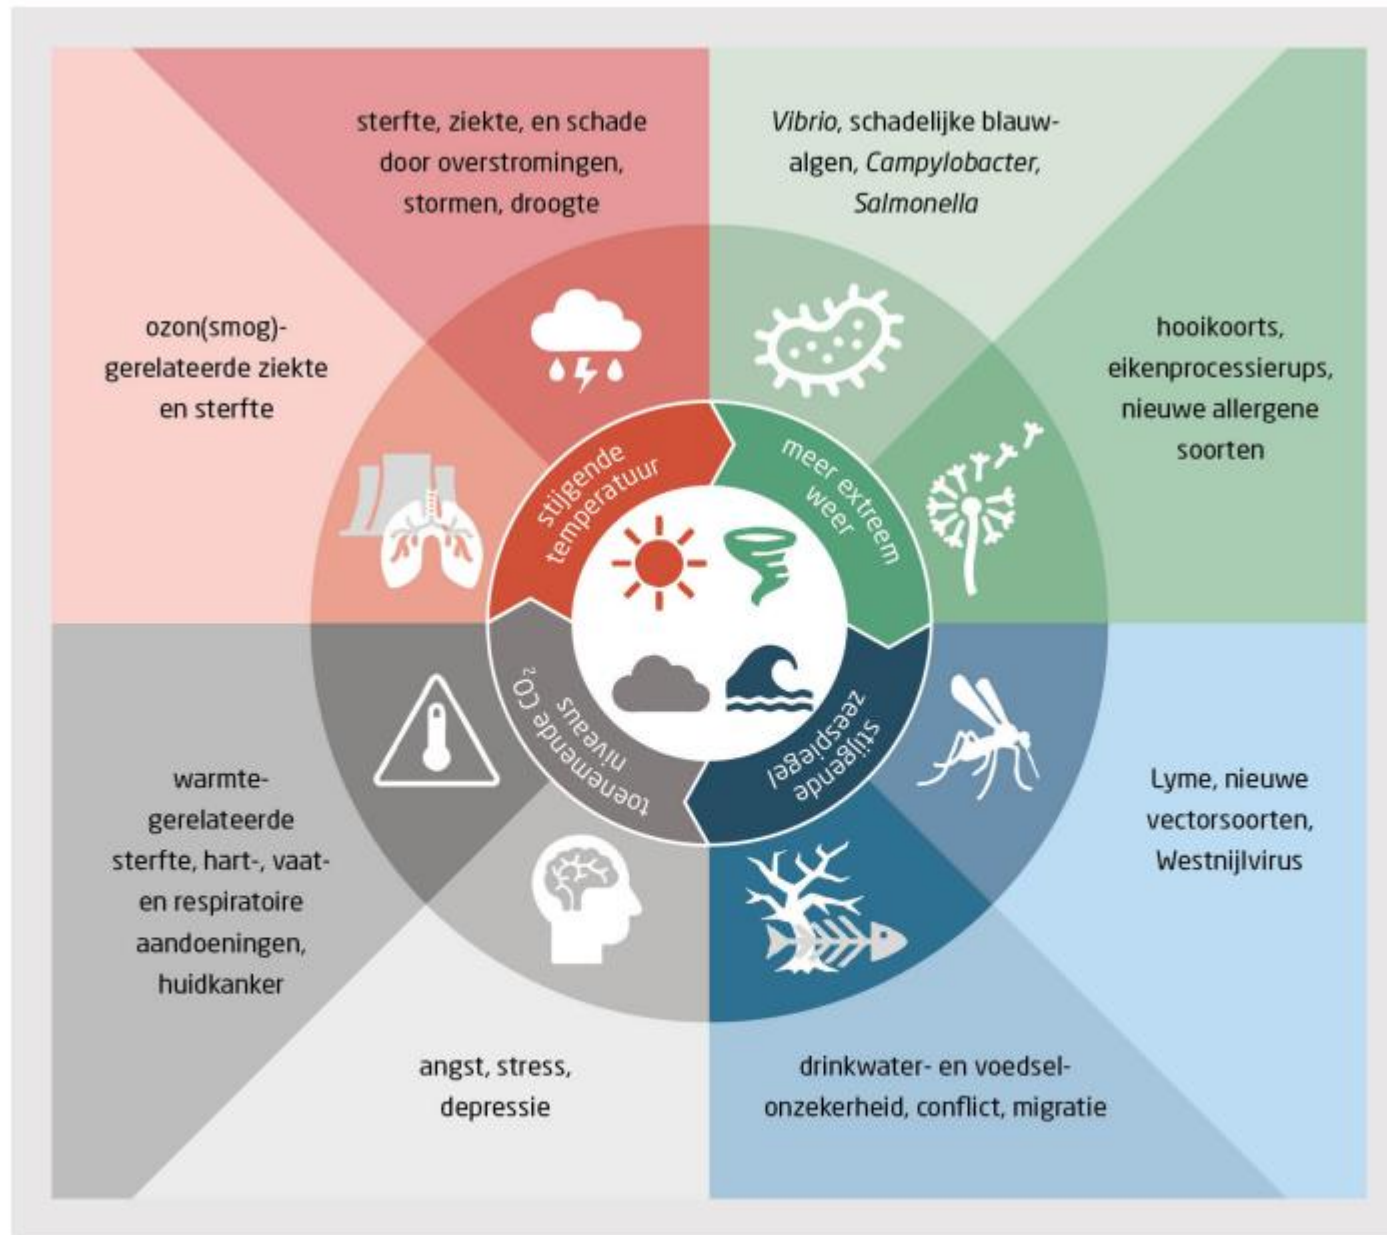 sterfte, ziekte, en schade
door overstromingen,
stormen, droogte
Vibrio, schadelijke blauw-
algen, Campylobacter,
Salmonella
ozon(smog)-
gerelateerde ziekte
en sterfte
hooikoorts,
eikenprocessierups,
nieuwe allergene
soorten
stijgende
temperatuur
meer extreem
weer
toenemende CO₂
niveaus
stijgende
zeespiegel
warmte-
gerelateerde
sterfte, hart-, vaat-
en respiratoire
aandoeningen,
huidkanker
Lyme, nieuwe
vectorsoorten,
Westnijlvirus
angst, stress,
depressie
drinkwater- en voedsel-
onzekerheid, conflict, migratie